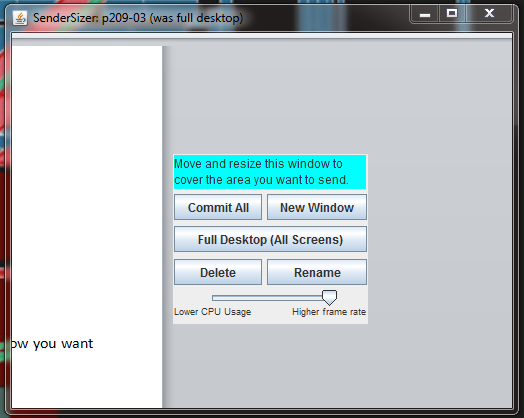 SenderSizer: p209-03 (was full desktop)
Move and resize this window to
cover the area you want to send.
Commit All
New Window
Full Desktop (All Screens)
Delete
Rename
Lower CPU Usage
Higher frame rate
ow you want